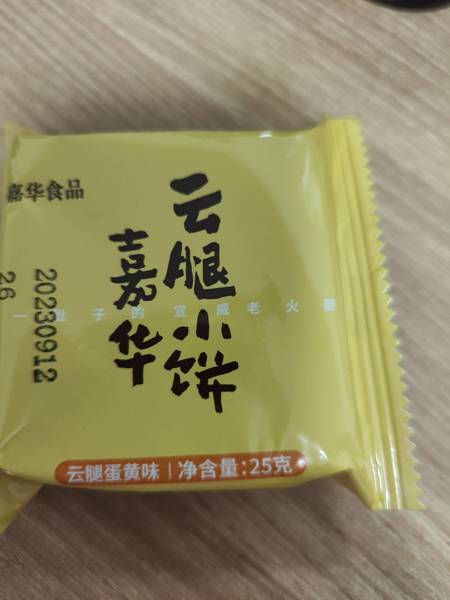 嘉华食品
云腿小饼
嘉华
一肚子的宣威老火腿
20230912
26
云腿蛋黄味 | 净含量:25克